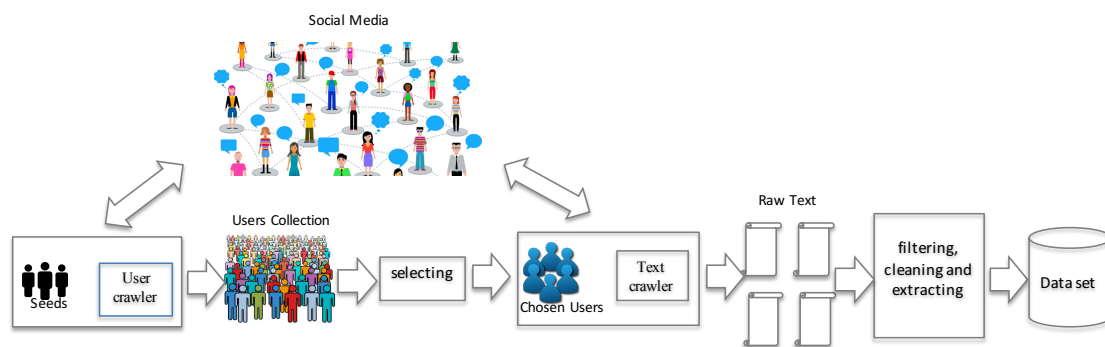 Social Media
Users Collection
Raw Text
Seeds
User
crawler
selecting
Chosen Users
Text
crawler
filtering,
cleaning and
extracting
Data set